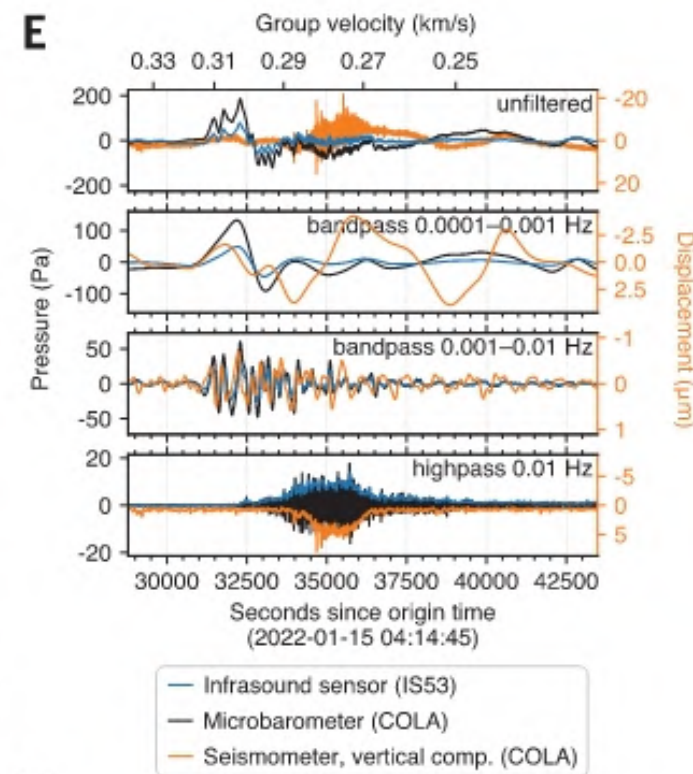 E
Group velocity (km/s)
0.33 0.31 0.29 0.27 0.25
200
0
-200
unfiltered
-20
0
20
100
0
-100
bandpass 0.0001–0.001 Hz
-2.5
0.0
2.5
50
0
-50
bandpass 0.001–0.01 Hz
-1
0
1
20
0
-20
highpass 0.01 Hz
-5
0
5
Pressure (Pa)
Displacement (μm)
30000 32500 35000 37500 40000 42500
Seconds since origin time
(2022-01-15 04:14:45)
Infrasound sensor (IS53)
Microbarometer (COLA)
Seismometer, vertical comp. (COLA)